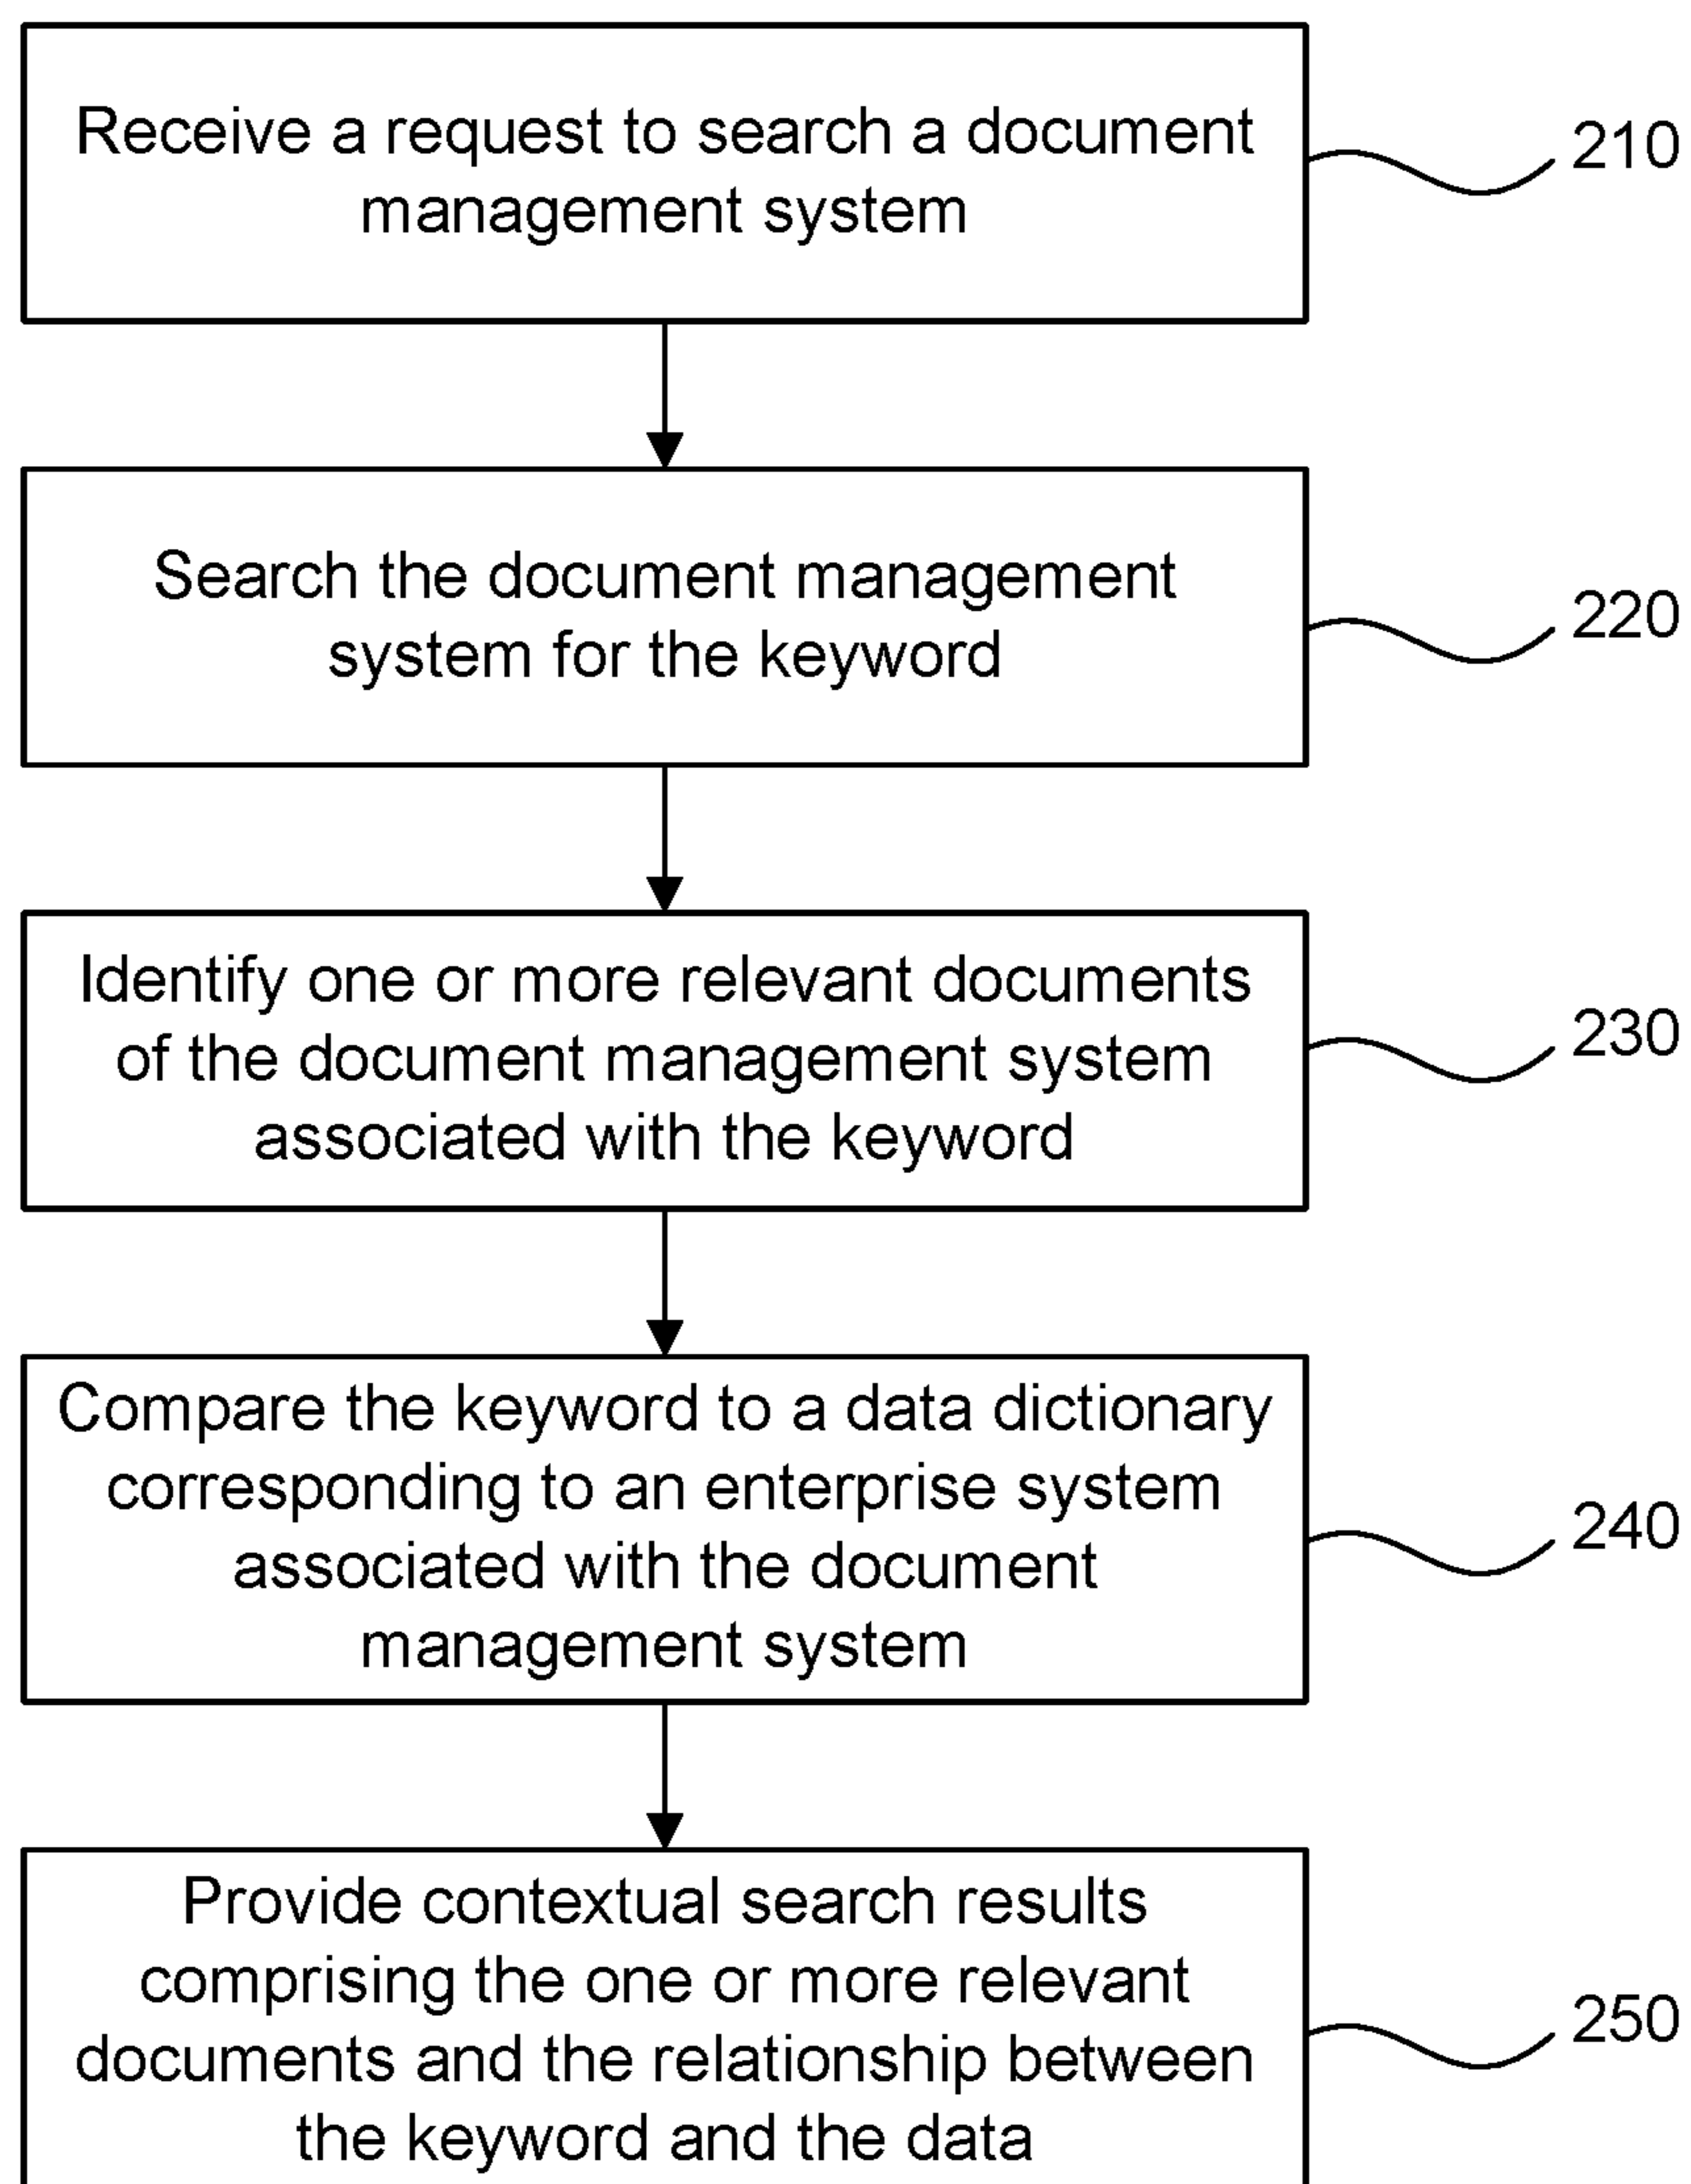 Receive a request to search a document
management system
210
Search the document management
system for the keyword
220
Identify one or more relevant documents
of the document management system
associated with the keyword
230
Compare the keyword to a data dictionary
corresponding to an enterprise system
associated with the document
management system
240
Provide contextual search results
comprising the one or more relevant
documents and the relationship between
the keyword and the data
250